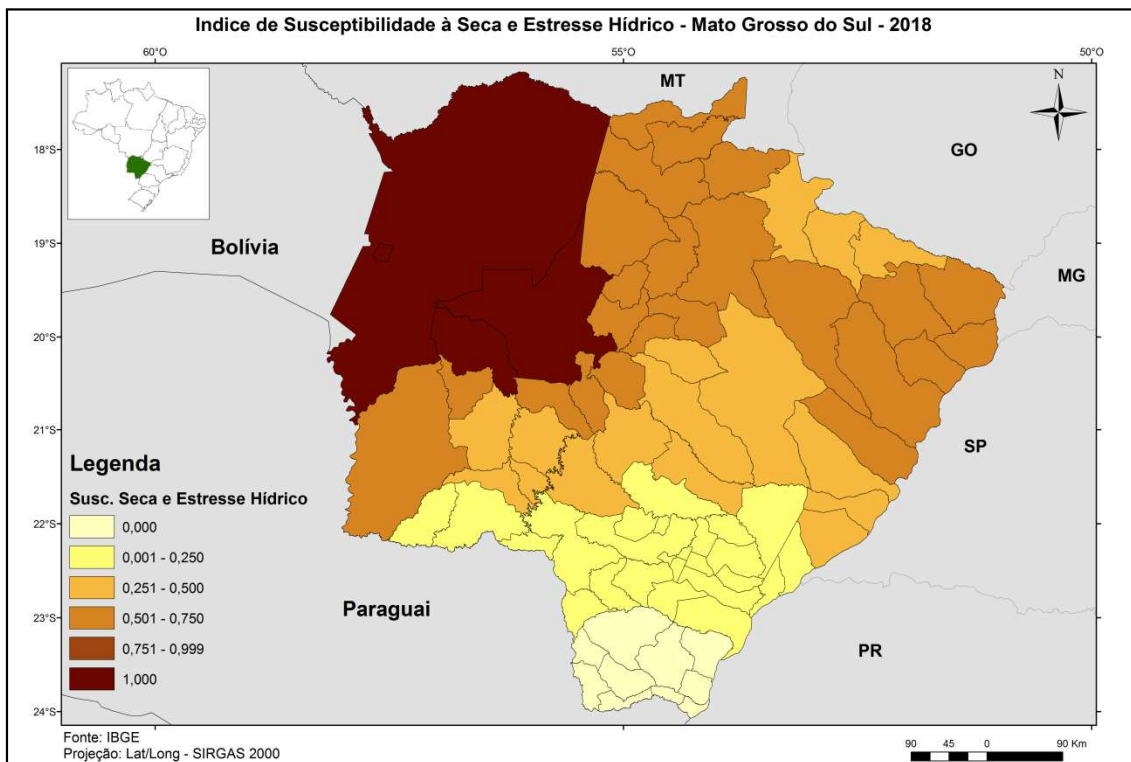 Indice de Susceptibilidade à Seca e Estresse Hídrico - Mato Grosso do Sul - 2018
60°O
55°O
50°O
MT
N
18°S
GO
Bolívia
19°S
MG
20°S
21°S
SP
Legenda
Susc. Seca e Estresse Hídrico
22°S
0,000
0,001 - 0,250
0,251 - 0,500
Paraguai
23°S
0,501 - 0,750
PR
0,751 - 0,999
1,000
24°S
Fonte: IBGE
Projeção: Lat/Long - SIRGAS 2000
90 45 0 90 Km